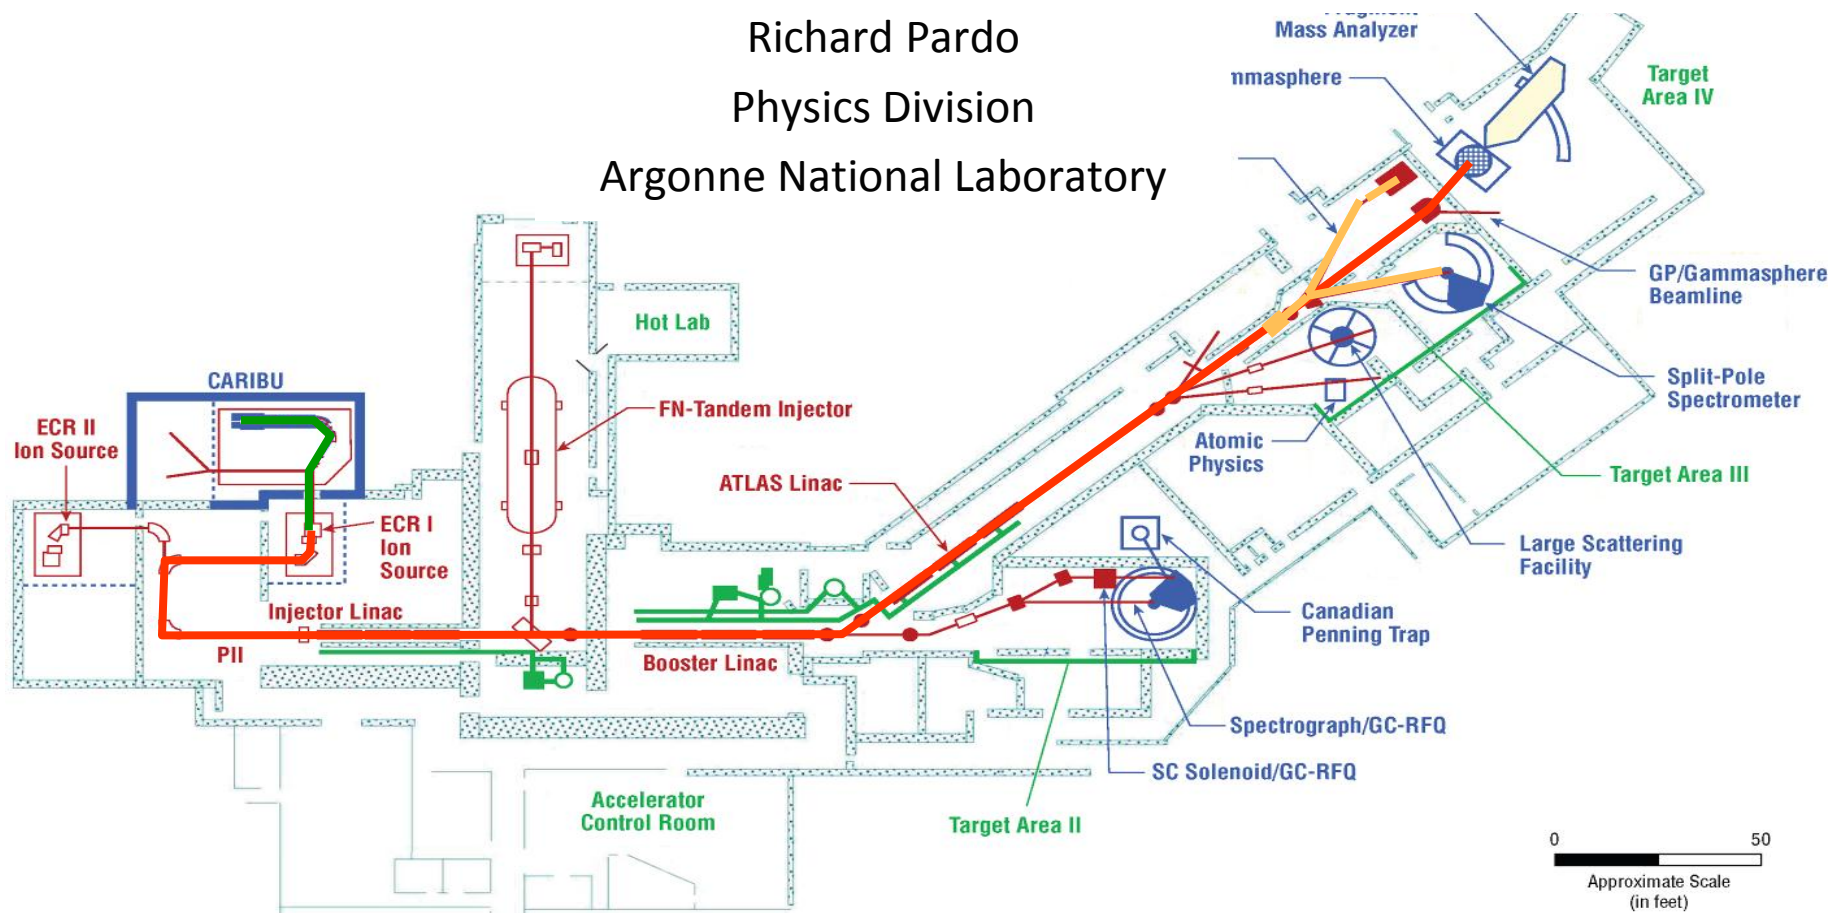 Richard Pardo
Physics Division
Argonne National Laboratory
Mass Analyzer
Target
Area IV
GP/Gammasphere
Beamline
Hot Lab
CARIBU
FN-Tandem Injector
Split-Pole
Spectrometer
ECR II
Ion Source
Atomic
Physics
Target Area III
ATLAS Linac
ECR I
Ion
Source
Large Scattering
Facility
Injector Linac
Canadian
Penning Trap
PII
Booster Linac
Spectrograph/GC-RFQ
SC Solenoid/GC-RFQ
Accelerator
Control Room
Target Area II
0 50
Approximate Scale
(in feet)